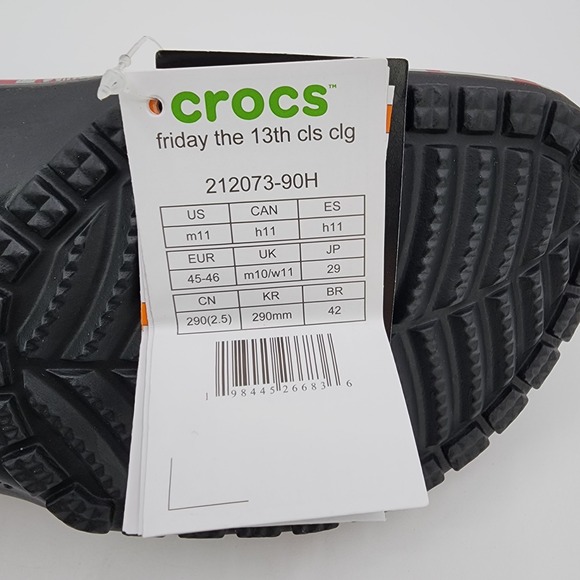 crocs™
friday the 13th cls clg
212073-90H
US CAN ES
m11 h11 h11
EUR UK JP
45-46 m10/w11 29
CN KR BR
290(2.5) 290mm 42
1 98445 26683 6